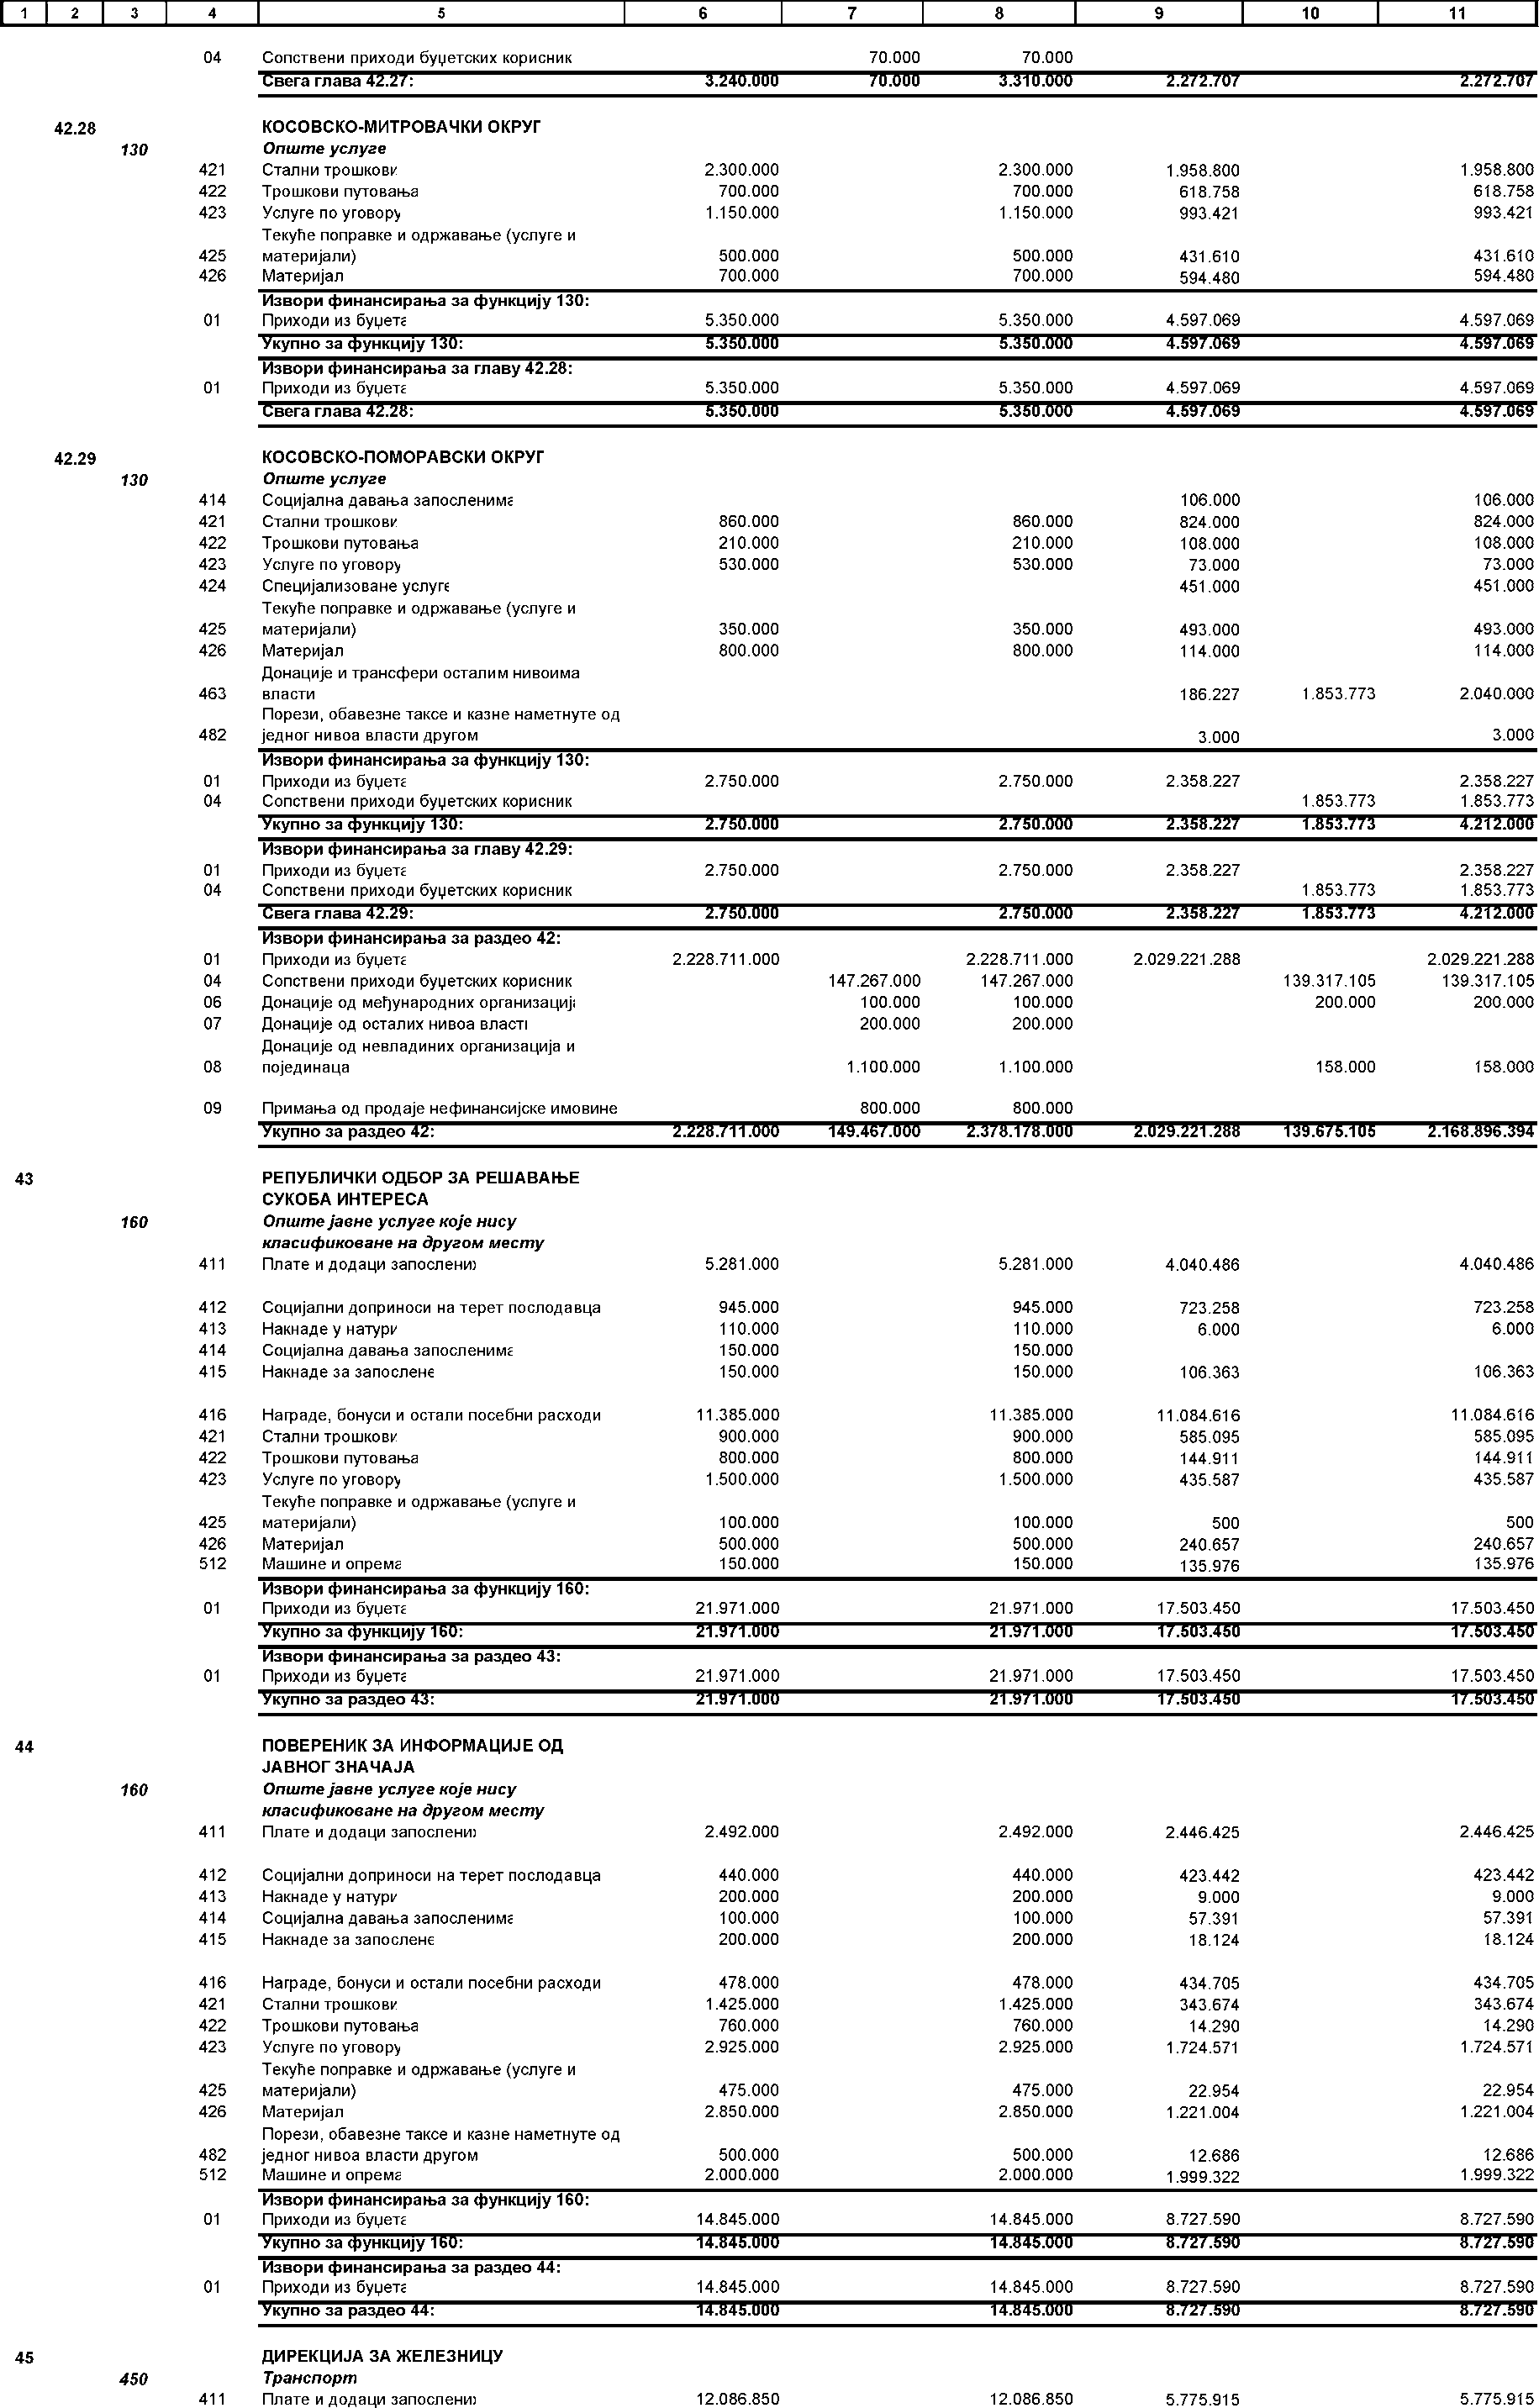 1 2 3 4 5 6 7 8 9 10 11
04 Сопствени приходи буџетских корисник 70.000 70.000
Свега глава 42.27: 3.240.000 70.000 3.310.000 2.272.707 2.272.707
42.28 КОСОВСКО-МИТРОВАЧКИ ОКРУГ
130 Опште услуге
421 Стални трошкови 2.300.000 2.300.000 1.958.800 1.958.800
422 Трошкови путовања 700.000 700.000 618.758 618.758
423 Услуге по уговору 1.150.000 1.150.000 993.421 993.421
Текуће поправке и одржавање (услуге и
425 материјали) 500.000 500.000 431.610 431.610
426 Материјал 700.000 700.000 594.480 594.480
Извори финансирања за функцију 130:
01 Приходи из буџета 5.350.000 5.350.000 4.597.069 4.597.069
Укупно за функцију 130: 5.350.000 5.350.000 4.597.069 4.597.069
Извори финансирања за главу 42.28:
01 Приходи из буџета 5.350.000 5.350.000 4.597.069 4.597.069
Свега глава 42.28: 5.350.000 5.350.000 4.597.069 4.597.069
42.29 КОСОВСКО-ПОМОРАВСКИ ОКРУГ
130 Опште услуге
414 Социјална давања запосленима 106.000 106.000
421 Стални трошкови 860.000 860.000 824.000 824.000
422 Трошкови путовања 210.000 210.000 108.000 108.000
423 Услуге по уговору 530.000 530.000 73.000 73.000
424 Специјализоване услуге 451.000 451.000
Текуће поправке и одржавање (услуге и
425 материјали) 350.000 350.000 493.000 493.000
426 Материјал 800.000 800.000 114.000 114.000
Донације и трансфери осталим нивоима
463 власти 186.227 1.853.773 2.040.000
Порези, обавезне таксе и казне наметнуте од
482 једног нивоа власти другом 3.000 3.000
Извори финансирања за функцију 130:
01 Приходи из буџета 2.750.000 2.750.000 2.358.227 2.358.227
04 Сопствени приходи буџетских корисник 1.853.773 1.853.773
Укупно за функцију 130: 2.750.000 2.750.000 2.358.227 1.853.773 4.212.000
Извори финансирања за главу 42.29:
01 Приходи из буџета 2.750.000 2.750.000 2.358.227 2.358.227
04 Сопствени приходи буџетских корисник 1.853.773 1.853.773
Свега глава 42.29: 2.750.000 2.750.000 2.358.227 1.853.773 4.212.000
Извори финансирања за раздео 42:
01 Приходи из буџета 2.228.711.000 2.228.711.000 2.029.221.288 2.029.221.288
04 Сопствени приходи буџетских корисник 147.267.000 147.267.000 139.317.105 139.317.105
06 Донације од међународних организација 100.000 100.000 200.000 200.000
07 Донације од осталих нивоа власти 200.000 200.000
Донације од невладиних организација и
08 појединаца 1.100.000 1.100.000 158.000 158.000
09 Примања од продаје нефинансијске имовине 800.000 800.000
Укупно за раздео 42: 2.228.711.000 149.467.000 2.378.178.000 2.029.221.288 139.675.105 2.168.896.394
43 РЕПУБЛИЧКИ ОДБОР ЗА РЕШАВАЊЕ
СУКОБА ИНТЕРЕСА
160 Опште јавне услуге које нису
класификоване на другом месту
411 Плате и додаци запослених 5.281.000 5.281.000 4.040.486 4.040.486
412 Социјални доприноси на терет послодавца 945.000 945.000 723.258 723.258
413 Накнаде у натури 110.000 110.000 6.000 6.000
414 Социјална давања запосленима 150.000 150.000
415 Накнаде за запослене 150.000 150.000 106.363 106.363
416 Награде, бонуси и остали посебни расходи 11.385.000 11.385.000 11.084.616 11.084.616
421 Стални трошкови 900.000 900.000 585.095 585.095
422 Трошкови путовања 800.000 800.000 144.911 144.911
423 Услуге по уговору 1.500.000 1.500.000 435.587 435.587
Текуће поправке и одржавање (услуге и
425 материјали) 100.000 100.000 500 500
426 Материјал 500.000 500.000 240.657 240.657
512 Машине и опрема 150.000 150.000 135.976 135.976
Извори финансирања за функцију 160:
01 Приходи из буџета 21.971.000 21.971.000 17.503.450 17.503.450
Укупно за функцију 160: 21.971.000 21.971.000 17.503.450 17.503.450
Извори финансирања за раздео 43:
01 Приходи из буџета 21.971.000 21.971.000 17.503.450 17.503.450
Укупно за раздео 43: 21.971.000 21.971.000 17.503.450 17.503.450
44 ПОВЕРЕНИК ЗА ИНФОРМАЦИЈЕ ОД
ЈАВНОГ ЗНАЧАЈА
160 Опште јавне услуге које нису
класификоване на другом месту
411 Плате и додаци запослених 2.492.000 2.492.000 2.446.425 2.446.425
412 Социјални доприноси на терет послодавца 440.000 440.000 423.442 423.442
413 Накнаде у натури 200.000 200.000 9.000 9.000
414 Социјална давања запосленима 100.000 100.000 57.391 57.391
415 Накнаде за запослене 200.000 200.000 18.124 18.124
416 Награде, бонуси и остали посебни расходи 478.000 478.000 434.705 434.705
421 Стални трошкови 1.425.000 1.425.000 343.674 343.674
422 Трошкови путовања 760.000 760.000 14.290 14.290
423 Услуге по уговору 2.925.000 2.925.000 1.724.571 1.724.571
Текуће поправке и одржавање (услуге и
425 материјали) 475.000 475.000 22.954 22.954
426 Материјал 2.850.000 2.850.000 1.221.004 1.221.004
Порези, обавезне таксе и казне наметнуте од
482 једног нивоа власти другом 500.000 500.000 12.686 12.686
512 Машине и опрема 2.000.000 2.000.000 1.999.322 1.999.322
Извори финансирања за функцију 160:
01 Приходи из буџета 14.845.000 14.845.000 8.727.590 8.727.590
Укупно за функцију 160: 14.845.000 14.845.000 8.727.590 8.727.590
Извори финансирања за раздео 44:
01 Приходи из буџета 14.845.000 14.845.000 8.727.590 8.727.590
Укупно за раздео 44: 14.845.000 14.845.000 8.727.590 8.727.590
45 ДИРЕКЦИЈА ЗА ЖЕЛЕЗНИЦУ
450 Транспорт
411 Плате и додаци запослених 12.086.850 12.086.850 5.775.915 5.775.915